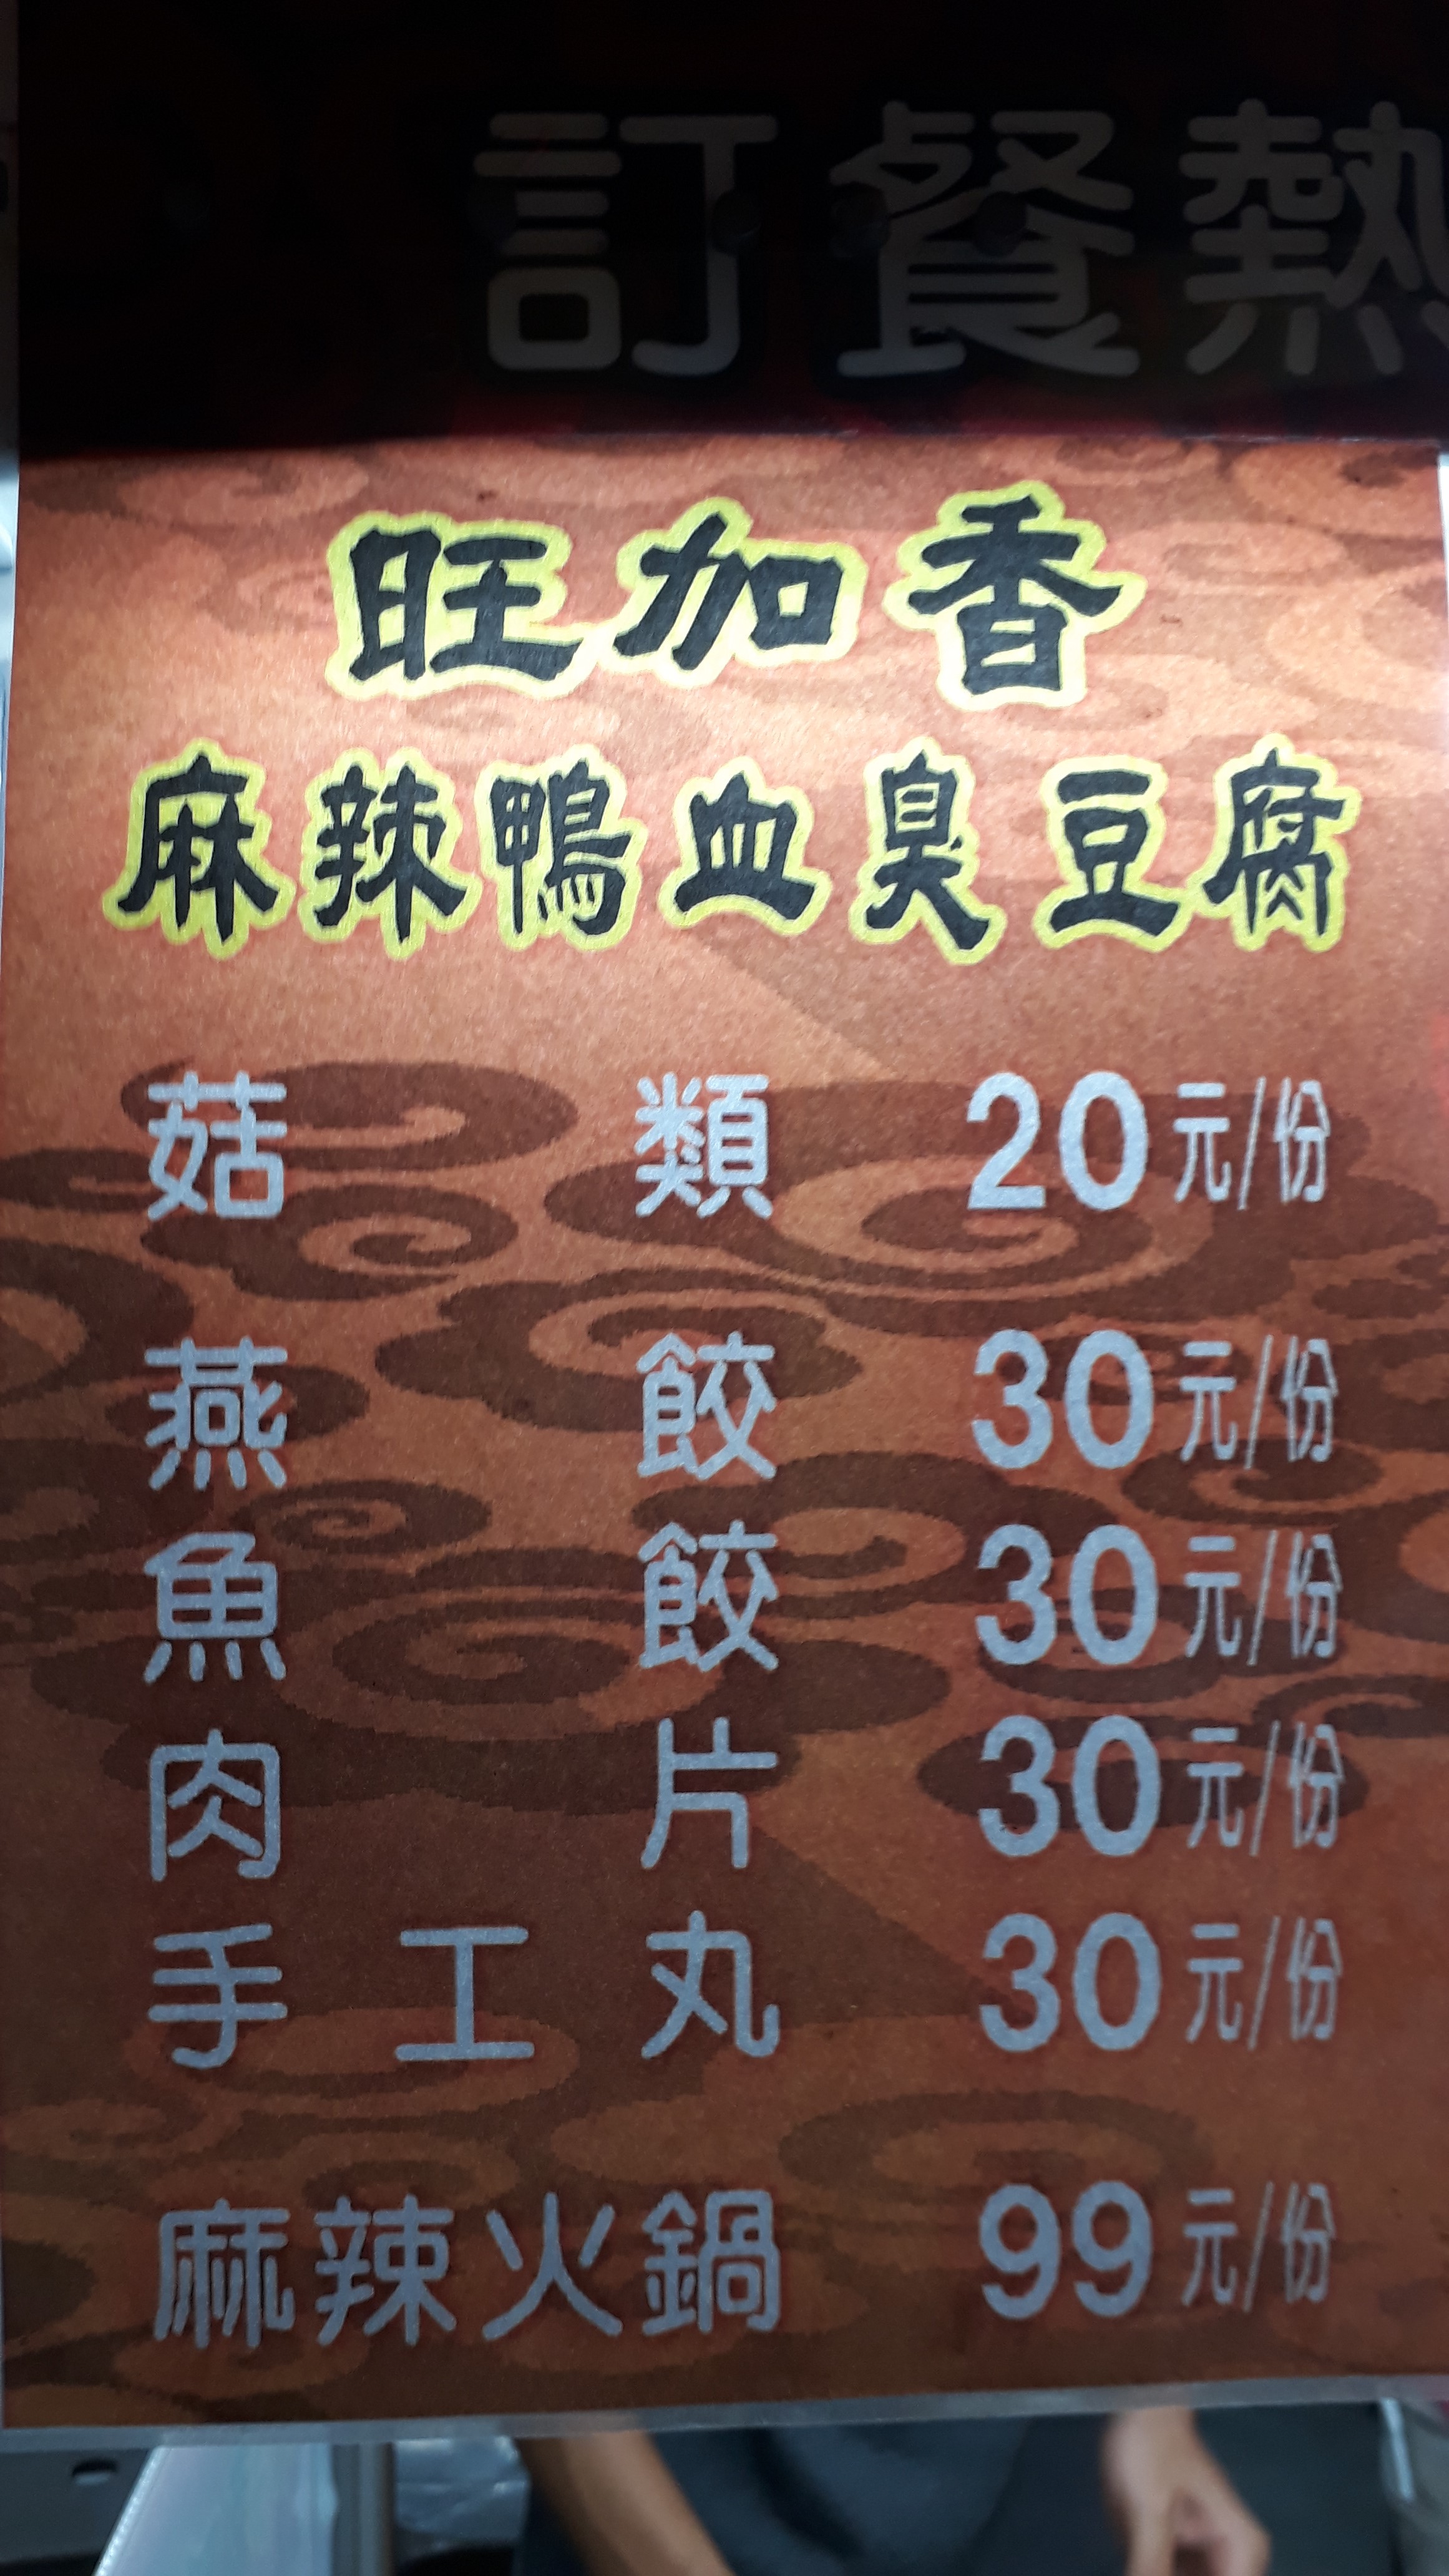 訂餐熱
旺加香
麻辣鴨血臭豆腐
菇類 20元/份
燕餃 30元/份
魚餃 30元/份
肉片 30元/份
手工丸 30元/份
麻辣火鍋 99元/份